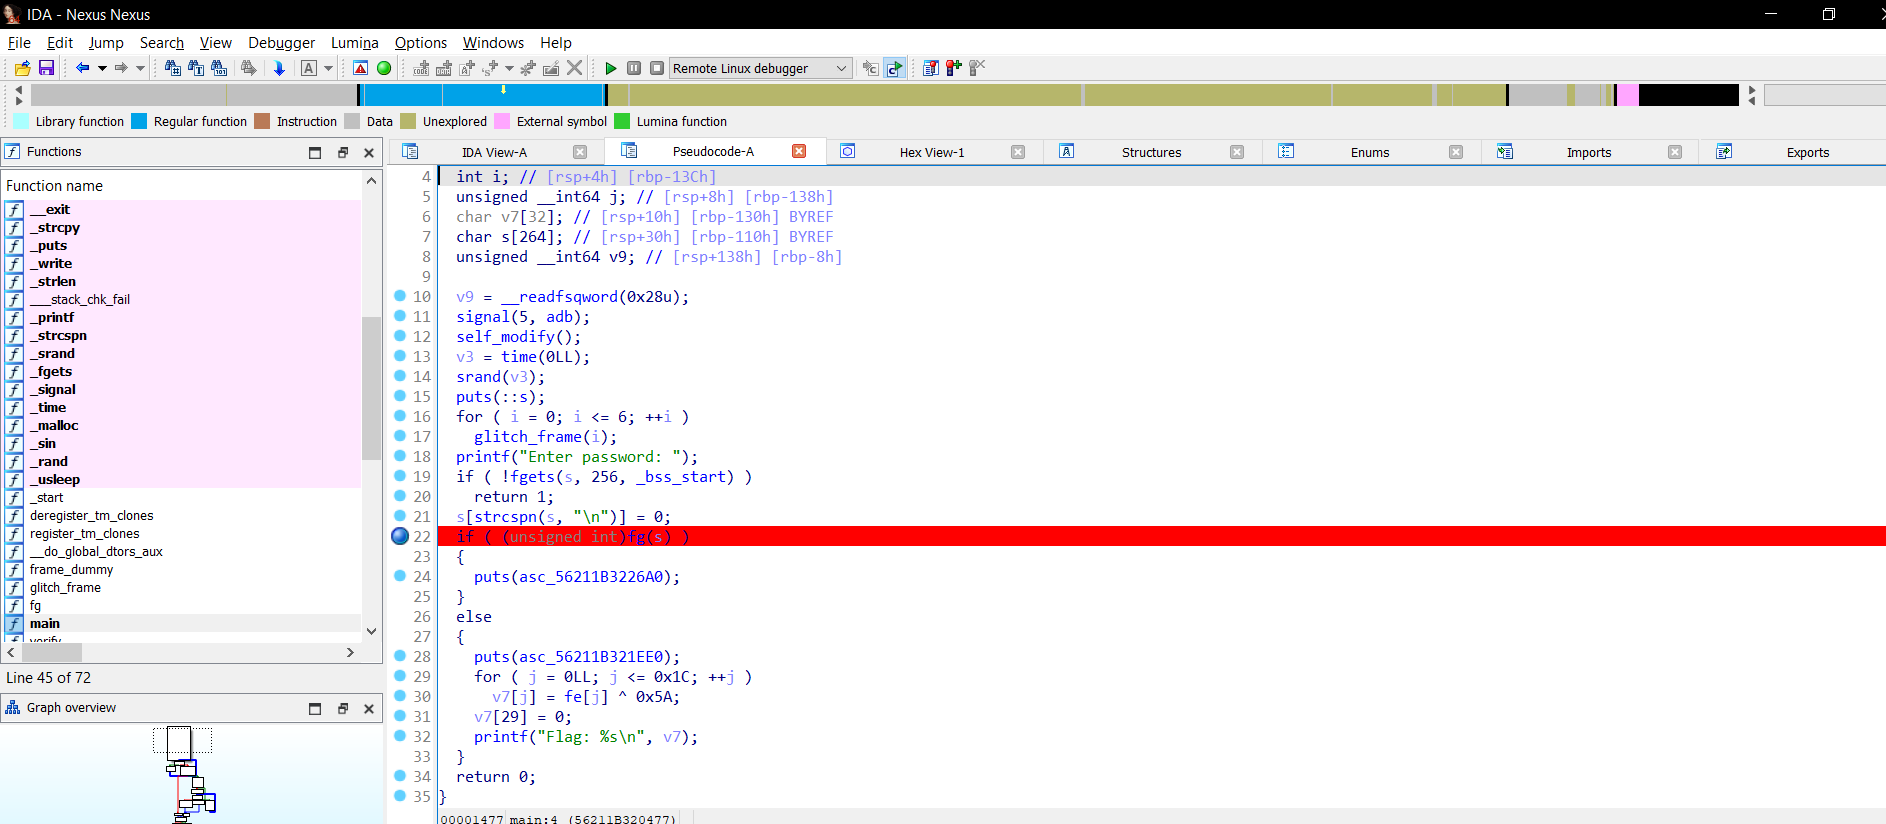 IDA - Nexus Nexus
File Edit Jump Search View Debugger Lumina Options Windows Help
Remote Linux debugger
Library function Regular function Instruction Data Unexplored External symbol Lumina function
Functions
IDA View-A Pseudocode-A Hex View-1 Structures Enums Imports Exports
Function name
__exit
_strcpy
_puts
_write
_strlen
___stack_chk_fail
_printf
_strcspn
_srand
_fgets
_signal
_time
_malloc
_sin
_rand
_usleep
_start
deregister_tm_clones
register_tm_clones
__do_global_dtors_aux
frame_dummy
glitch_frame
fg
main
verify
Line 45 of 72
Graph overview
4 int i; // [rsp+4h] [rbp-13Ch]
5 unsigned __int64 j; // [rsp+8h] [rbp-138h]
6 char v7[32]; // [rsp+10h] [rbp-130h] BYREF
7 char s[264]; // [rsp+30h] [rbp-110h] BYREF
8 unsigned __int64 v9; // [rsp+138h] [rbp-8h]
9
10 v9 = __readfsqword(0x28u);
11 signal(5, adb);
12 self_modify();
13 v3 = time(0LL);
14 srand(v3);
15 puts(::s);
16 for ( i = 0; i <= 6; ++i )
17 glitch_frame(i);
18 printf("Enter password: ");
19 if ( !fgets(s, 256, _bss_start) )
20 return 1;
21 s[strcspn(s, "\n")] = 0;
22 if ( (unsigned int)fg(s) )
23 {
24 puts(asc_56211B3226A0);
25 }
26 else
27 {
28 puts(asc_56211B321EE0);
29 for ( j = 0LL; j <= 0x1C; ++j )
30 v7[j] = fe[j] ^ 0x5A;
31 v7[29] = 0;
32 printf("Flag: %s\n", v7);
33 }
34 return 0;
35 }
00001477 main:4 (56211B320477)